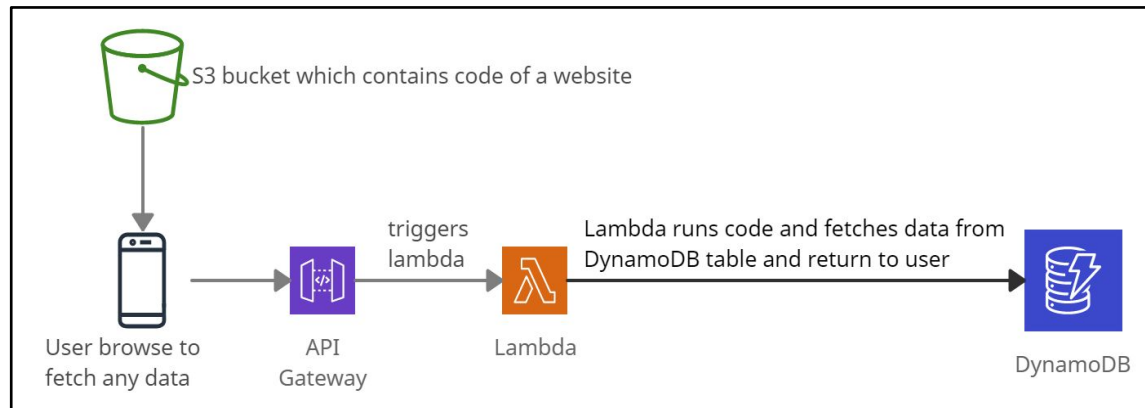 S3 bucket which contains code of a website
triggers
lambda
Lambda runs code and fetches data from
DynamoDB table and return to user
User browse to
fetch any data
API
Gateway
Lambda
DynamoDB